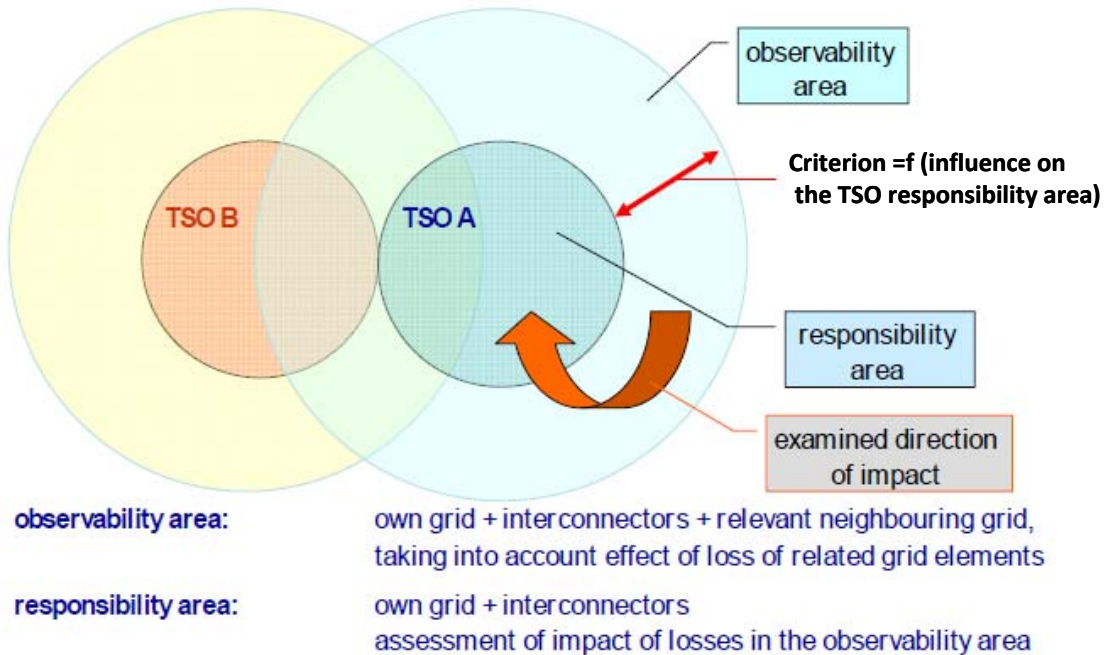 observability
area
Criterion =f (influence on
the TSO responsibility area)
TSO B
TSO A
responsibility
area
examined direction
of impact
observability area: own grid + interconnectors + relevant neighbouring grid,
taking into account effect of loss of related grid elements
responsibility area: own grid + interconnectors
assessment of impact of losses in the observability area